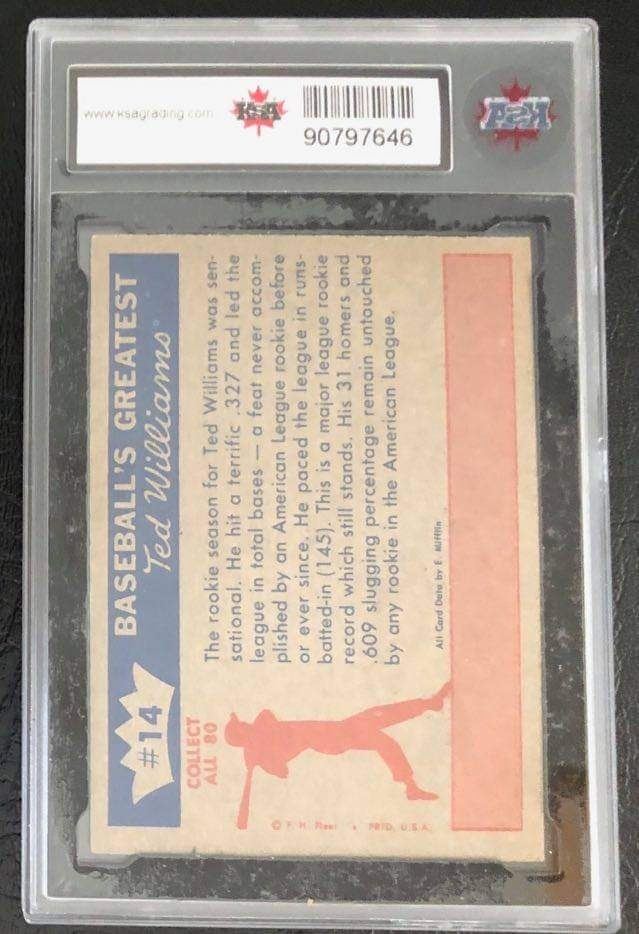 www.ksagrading.com
KSA
90797646
KSA
#14
BASEBALL'S GREATEST
Ted Williams
COLLECT
ALL 80
The rookie season for Ted Williams was sen-
sational. He hit a terrific .327 and led the
league in total bases — a feat never accom-
plished by an American League rookie before
or ever since. He paced the league in runs-
batted-in (145). This is a major league rookie
record which still stands. His 31 homers and
.609 slugging percentage remain untouched
by any rookie in the American League.
All Card Data by E. Mifflin
© F. H. Fleer • PRTD. U.S.A.